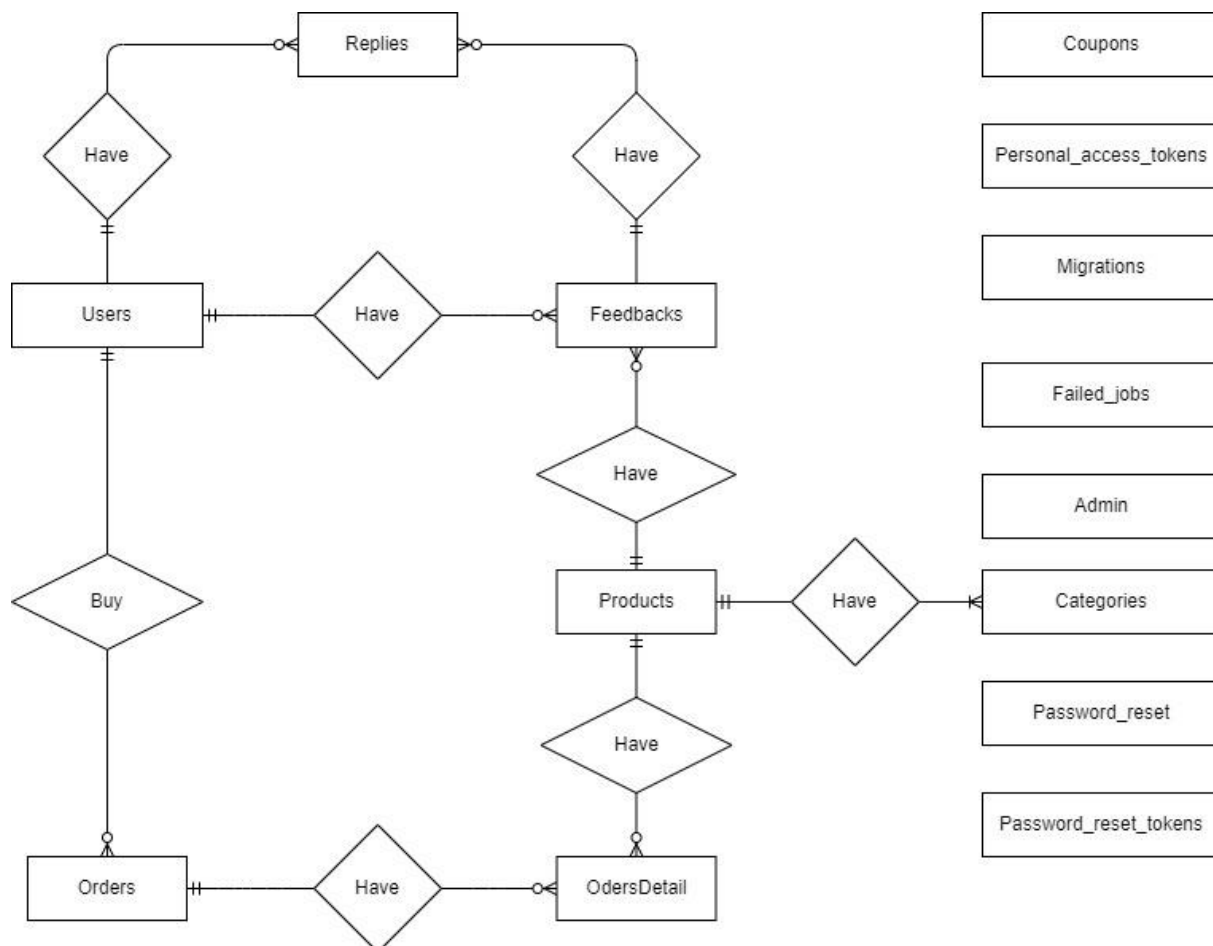 Replies
Coupons
Have
Have
Personal_access_tokens
Migrations
Users
Have
Feedbacks
Failed_jobs
Have
Admin
Buy
Products
Have
Categories
Password_reset
Have
Password_reset_tokens
Orders
Have
OdersDetail